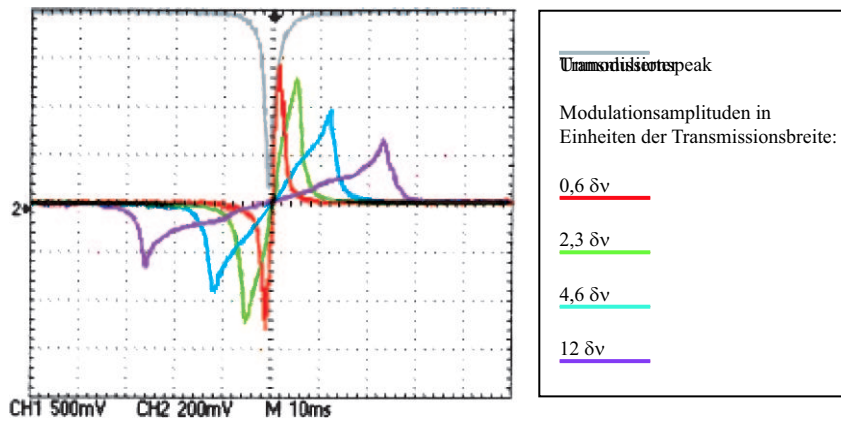 2
CH1 500mV CH2 200mV M 10ms
Modulationsamplituden in
Einheiten der Transmissionsbreite:
0,6 δν
2,3 δν
4,6 δν
12 δν